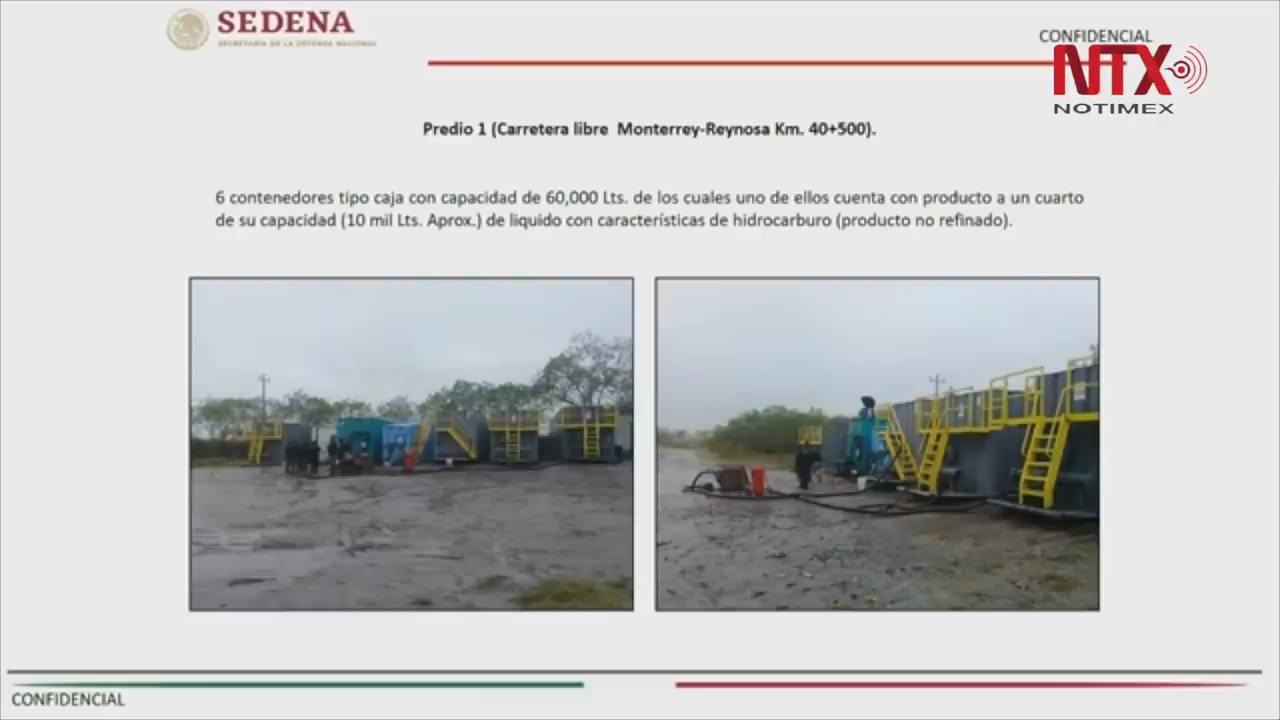 SEDENA
SECRETARÍA DE LA DEFENSA NACIONAL
CONFIDENCIAL
NTX
NOTIMEX
Predio 1 (Carretera libre Monterrey-Reynosa Km. 40+500).
6 contenedores tipo caja con capacidad de 60,000 Lts. de los cuales uno de ellos cuenta con producto a un cuarto
de su capacidad (10 mil Lts. Aprox.) de liquido con características de hidrocarburo (producto no refinado).
CONFIDENCIAL